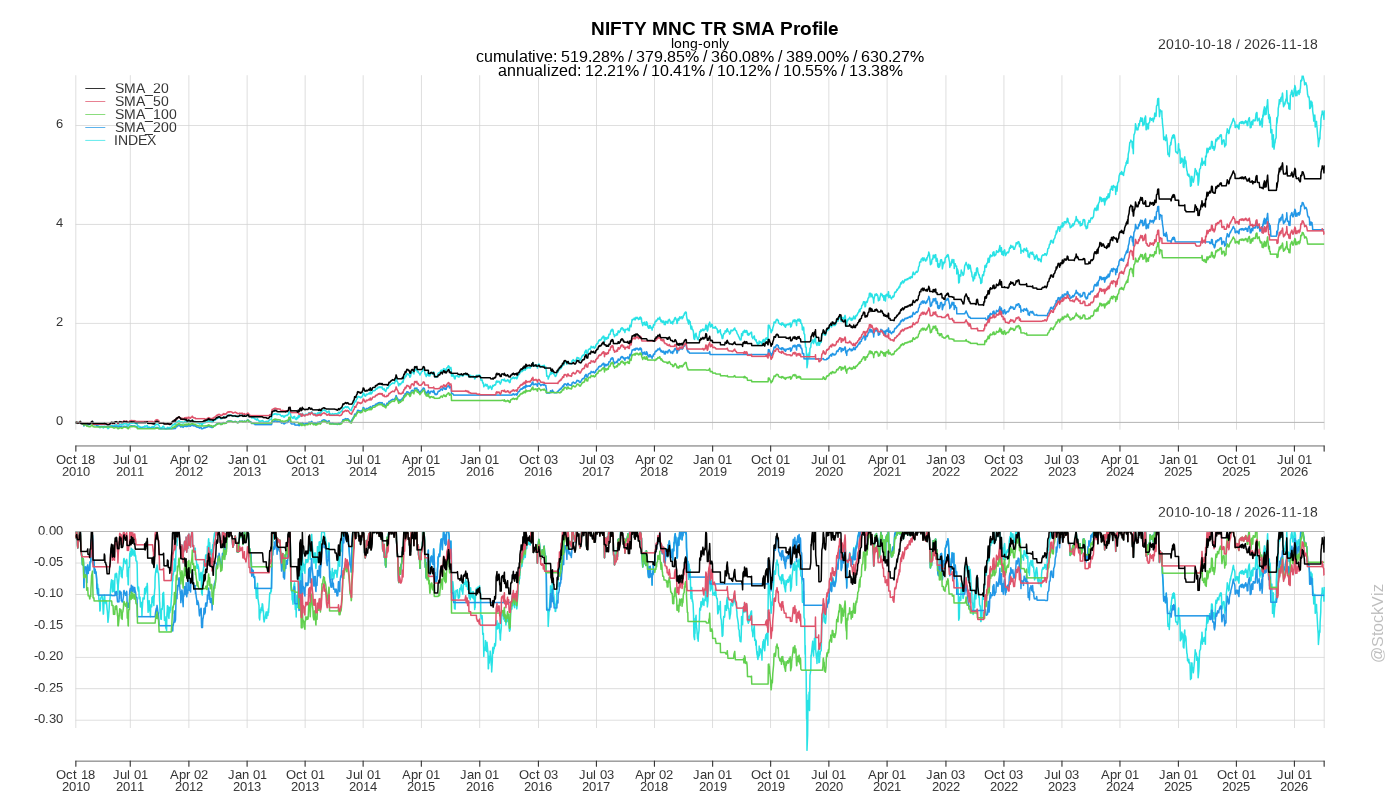 NIFTY MNC TR SMA Profile
long-only
2010-10-18 / 2026-11-18
cumulative: 519.28% / 379.85% / 360.08% / 389.00% / 630.27%
annualized: 12.21% / 10.41% / 10.12% / 10.55% / 13.38%
SMA_20
SMA_50
SMA_100
SMA_200
INDEX
6
4
2
0
Oct 18 Jul 01 Apr 02 Jan 01 Oct 01 Jul 01 Apr 01 Jan 01 Oct 03 Jul 03 Apr 02 Jan 01 Oct 01 Jul 01 Apr 01 Jan 03 Oct 03 Jul 03 Apr 01 Jan 01 Oct 01 Jul 01
2010 2011 2012 2013 2013 2014 2015 2016 2016 2017 2018 2019 2019 2020 2021 2022 2022 2023 2024 2025 2025 2026
2010-10-18 / 2026-11-18
0.00
-0.05
-0.10
-0.15
-0.20
-0.25
-0.30
Oct 18 Jul 01 Apr 02 Jan 01 Oct 01 Jul 01 Apr 01 Jan 01 Oct 03 Jul 03 Apr 02 Jan 01 Oct 01 Jul 01 Apr 01 Jan 03 Oct 03 Jul 03 Apr 01 Jan 01 Oct 01 Jul 01
2010 2011 2012 2013 2013 2014 2015 2016 2016 2017 2018 2019 2019 2020 2021 2022 2022 2023 2024 2025 2025 2026
@StockViz